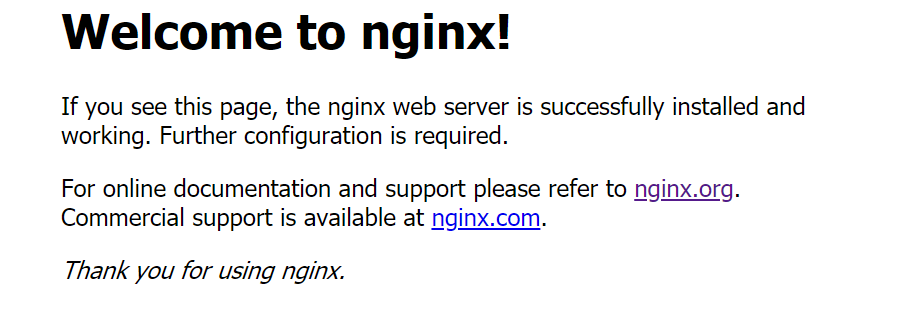 Welcome to nginx!
If you see this page, the nginx web server is successfully installed and
working. Further configuration is required.
For online documentation and support please refer to nginx.org.
Commercial support is available at nginx.com.
Thank you for using nginx.